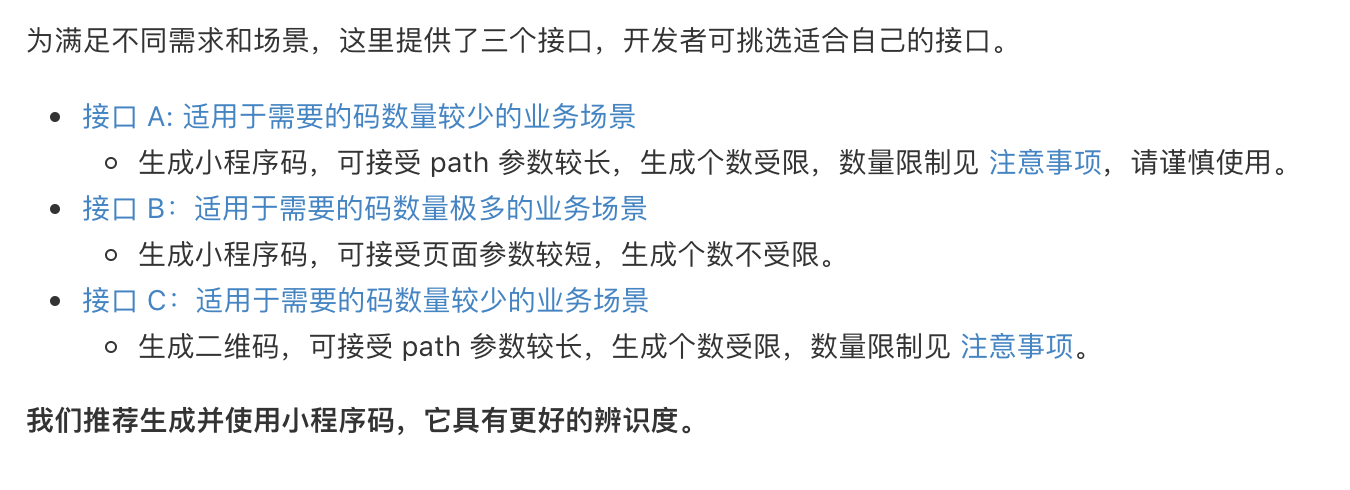 为满足不同需求和场景，这里提供了三个接口，开发者可挑选适合自己的接口。
接口 A: 适用于需要的码数量较少的业务场景
生成小程序码，可接受 path 参数较长，生成个数受限，数量限制见 注意事项，请谨慎使用。
接口 B：适用于需要的码数量极多的业务场景
生成小程序码，可接受页面参数较短，生成个数不受限。
接口 C：适用于需要的码数量较少的业务场景
生成二维码，可接受 path 参数较长，生成个数受限，数量限制见 注意事项。
我们推荐生成并使用小程序码，它具有更好的辨识度。